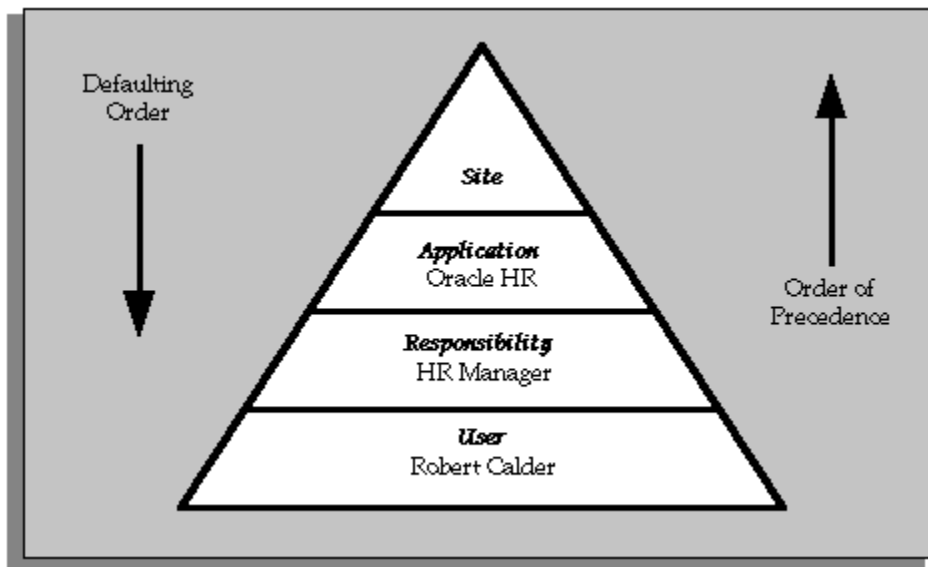 Defaulting
Order
Site
Application
Oracle HR
Responsibility
HR Manager
User
Robert Calder
Order of
Precedence